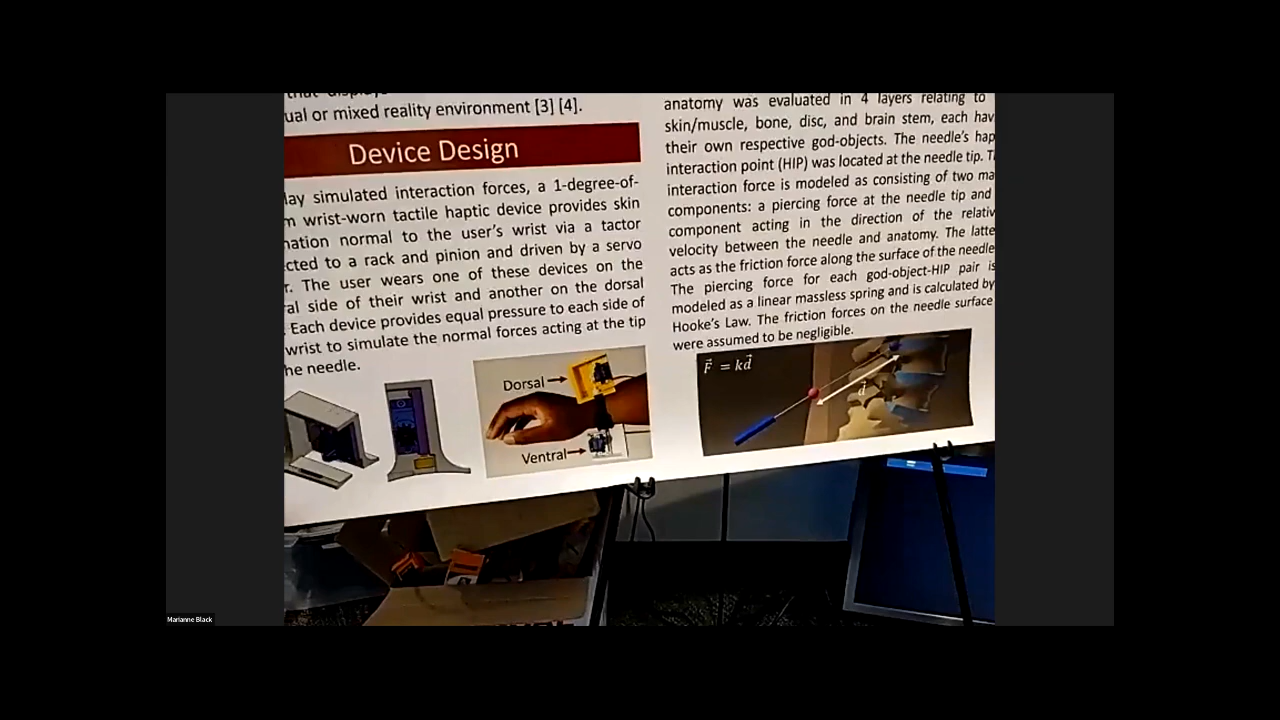 that displays
ual or mixed reality environment [3] [4].
Device Design
lay simulated interaction forces, a 1-degree-of-
m wrist-worn tactile haptic device provides skin
mation normal to the user's wrist via a tactor
cted to a rack and pinion and driven by a servo
r. The user wears one of these devices on the
al side of their wrist and another on the dorsal
. Each device provides equal pressure to each side of
wrist to simulate the normal forces acting at the tip
he needle.
Dorsal
Ventral
anatomy was evaluated in 4 layers relating to
skin/muscle, bone, disc, and brain stem, each hav
their own respective god-objects. The needle's hap
interaction point (HIP) was located at the needle tip. T
interaction force is modeled as consisting of two ma
components: a piercing force at the needle tip and
component acting in the direction of the relativ
velocity between the needle and anatomy. The latte
acts as the friction force along the surface of the needle
The piercing force for each god-object-HIP pair is
modeled as a linear massless spring and is calculated by
Hooke's Law. The friction forces on the needle surface
were assumed to be negligible.
F⃗ = kd⃗
d⃗
Marianne Black